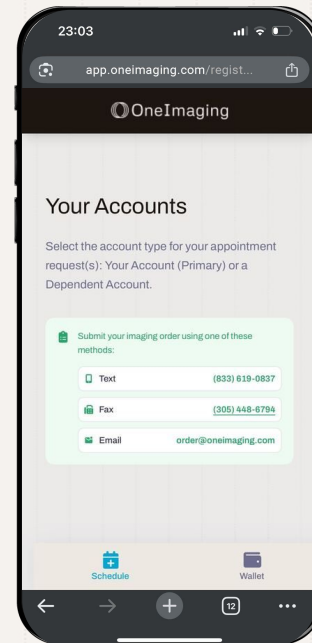 23:03
app.oneimaging.com/regist...
OneImaging
Your Accounts
Select the account type for your appointment
request(s): Your Account (Primary) or a
Dependent Account.
Submit your imaging order using one of these
methods:
Text (833) 619-0837
Fax (305) 448-6794
Email order@oneimaging.com
Schedule Wallet
12